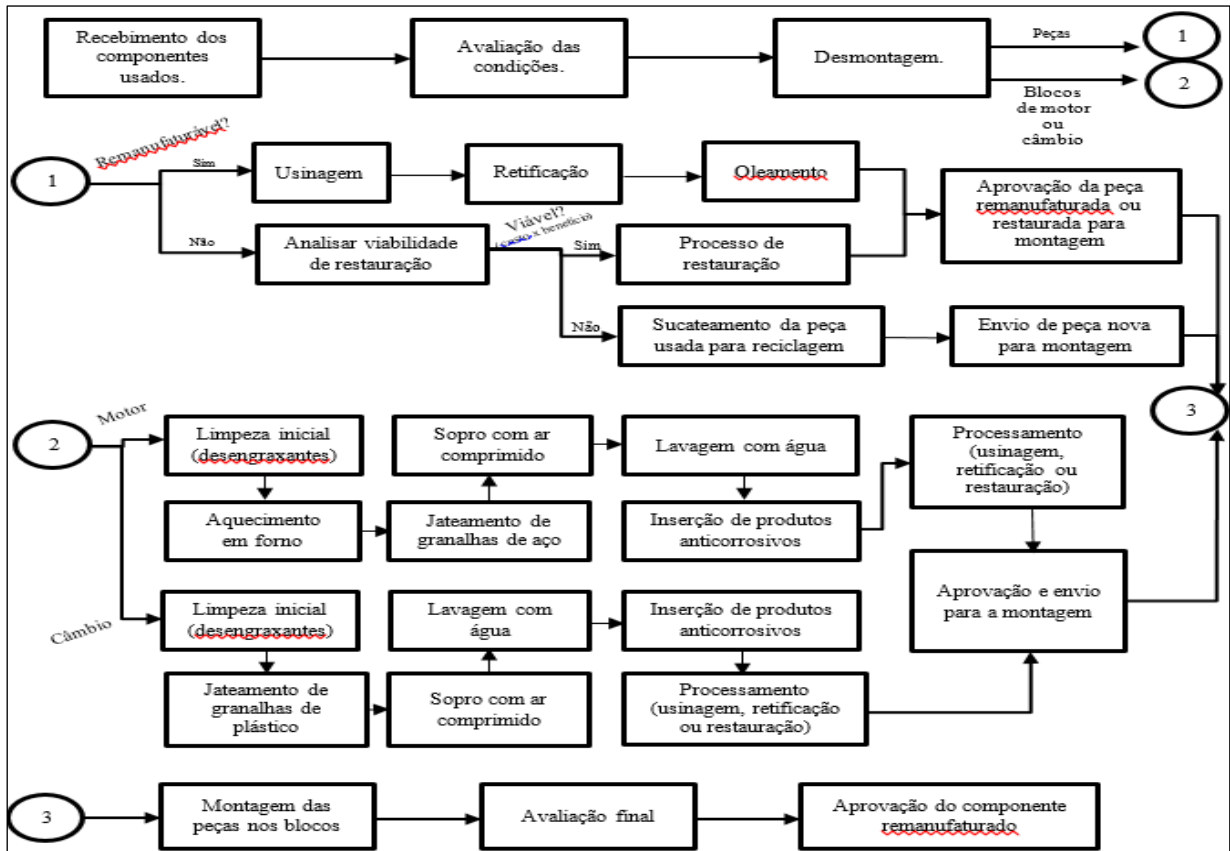 Recebimento dos
componentes
usados.
Avaliação das
condições.
Desmontagem.
Peças
1
2
Blocos
de motor
ou
câmbio
Remanufaturável?
1
Sim
Usinagem
Retificação
Oleamento
Aprovação da peça
remanufaturada ou
restaurada para
montagem
Não
Analisar viabilidade
de restauração
Viável?
(custo x benefício)
Sim
Processo de
restauração
Não
Sucateamento da peça
usada para reciclagem
Envio de peça nova
para montagem
3
2
Motor
Limpeza inicial
(desengraxantes)
Sopro com ar
comprimido
Lavagem com água
Processamento
(usinagem,
retificação ou
restauração)
Aquecimento
em forno
Jateamento de
granalhas de aço
Inserção de produtos
anticorrosivos
Aprovação e envio
para a montagem
Câmbio
Limpeza inicial
(desengraxantes)
Lavagem com
água
Inserção de produtos
anticorrosivos
Jateamento de
granalhas de
plástico
Sopro com ar
comprimido
Processamento
(usinagem, retificação
ou restauração)
3
Montagem das
peças nos blocos
Avaliação final
Aprovação do componente
remanufaturado